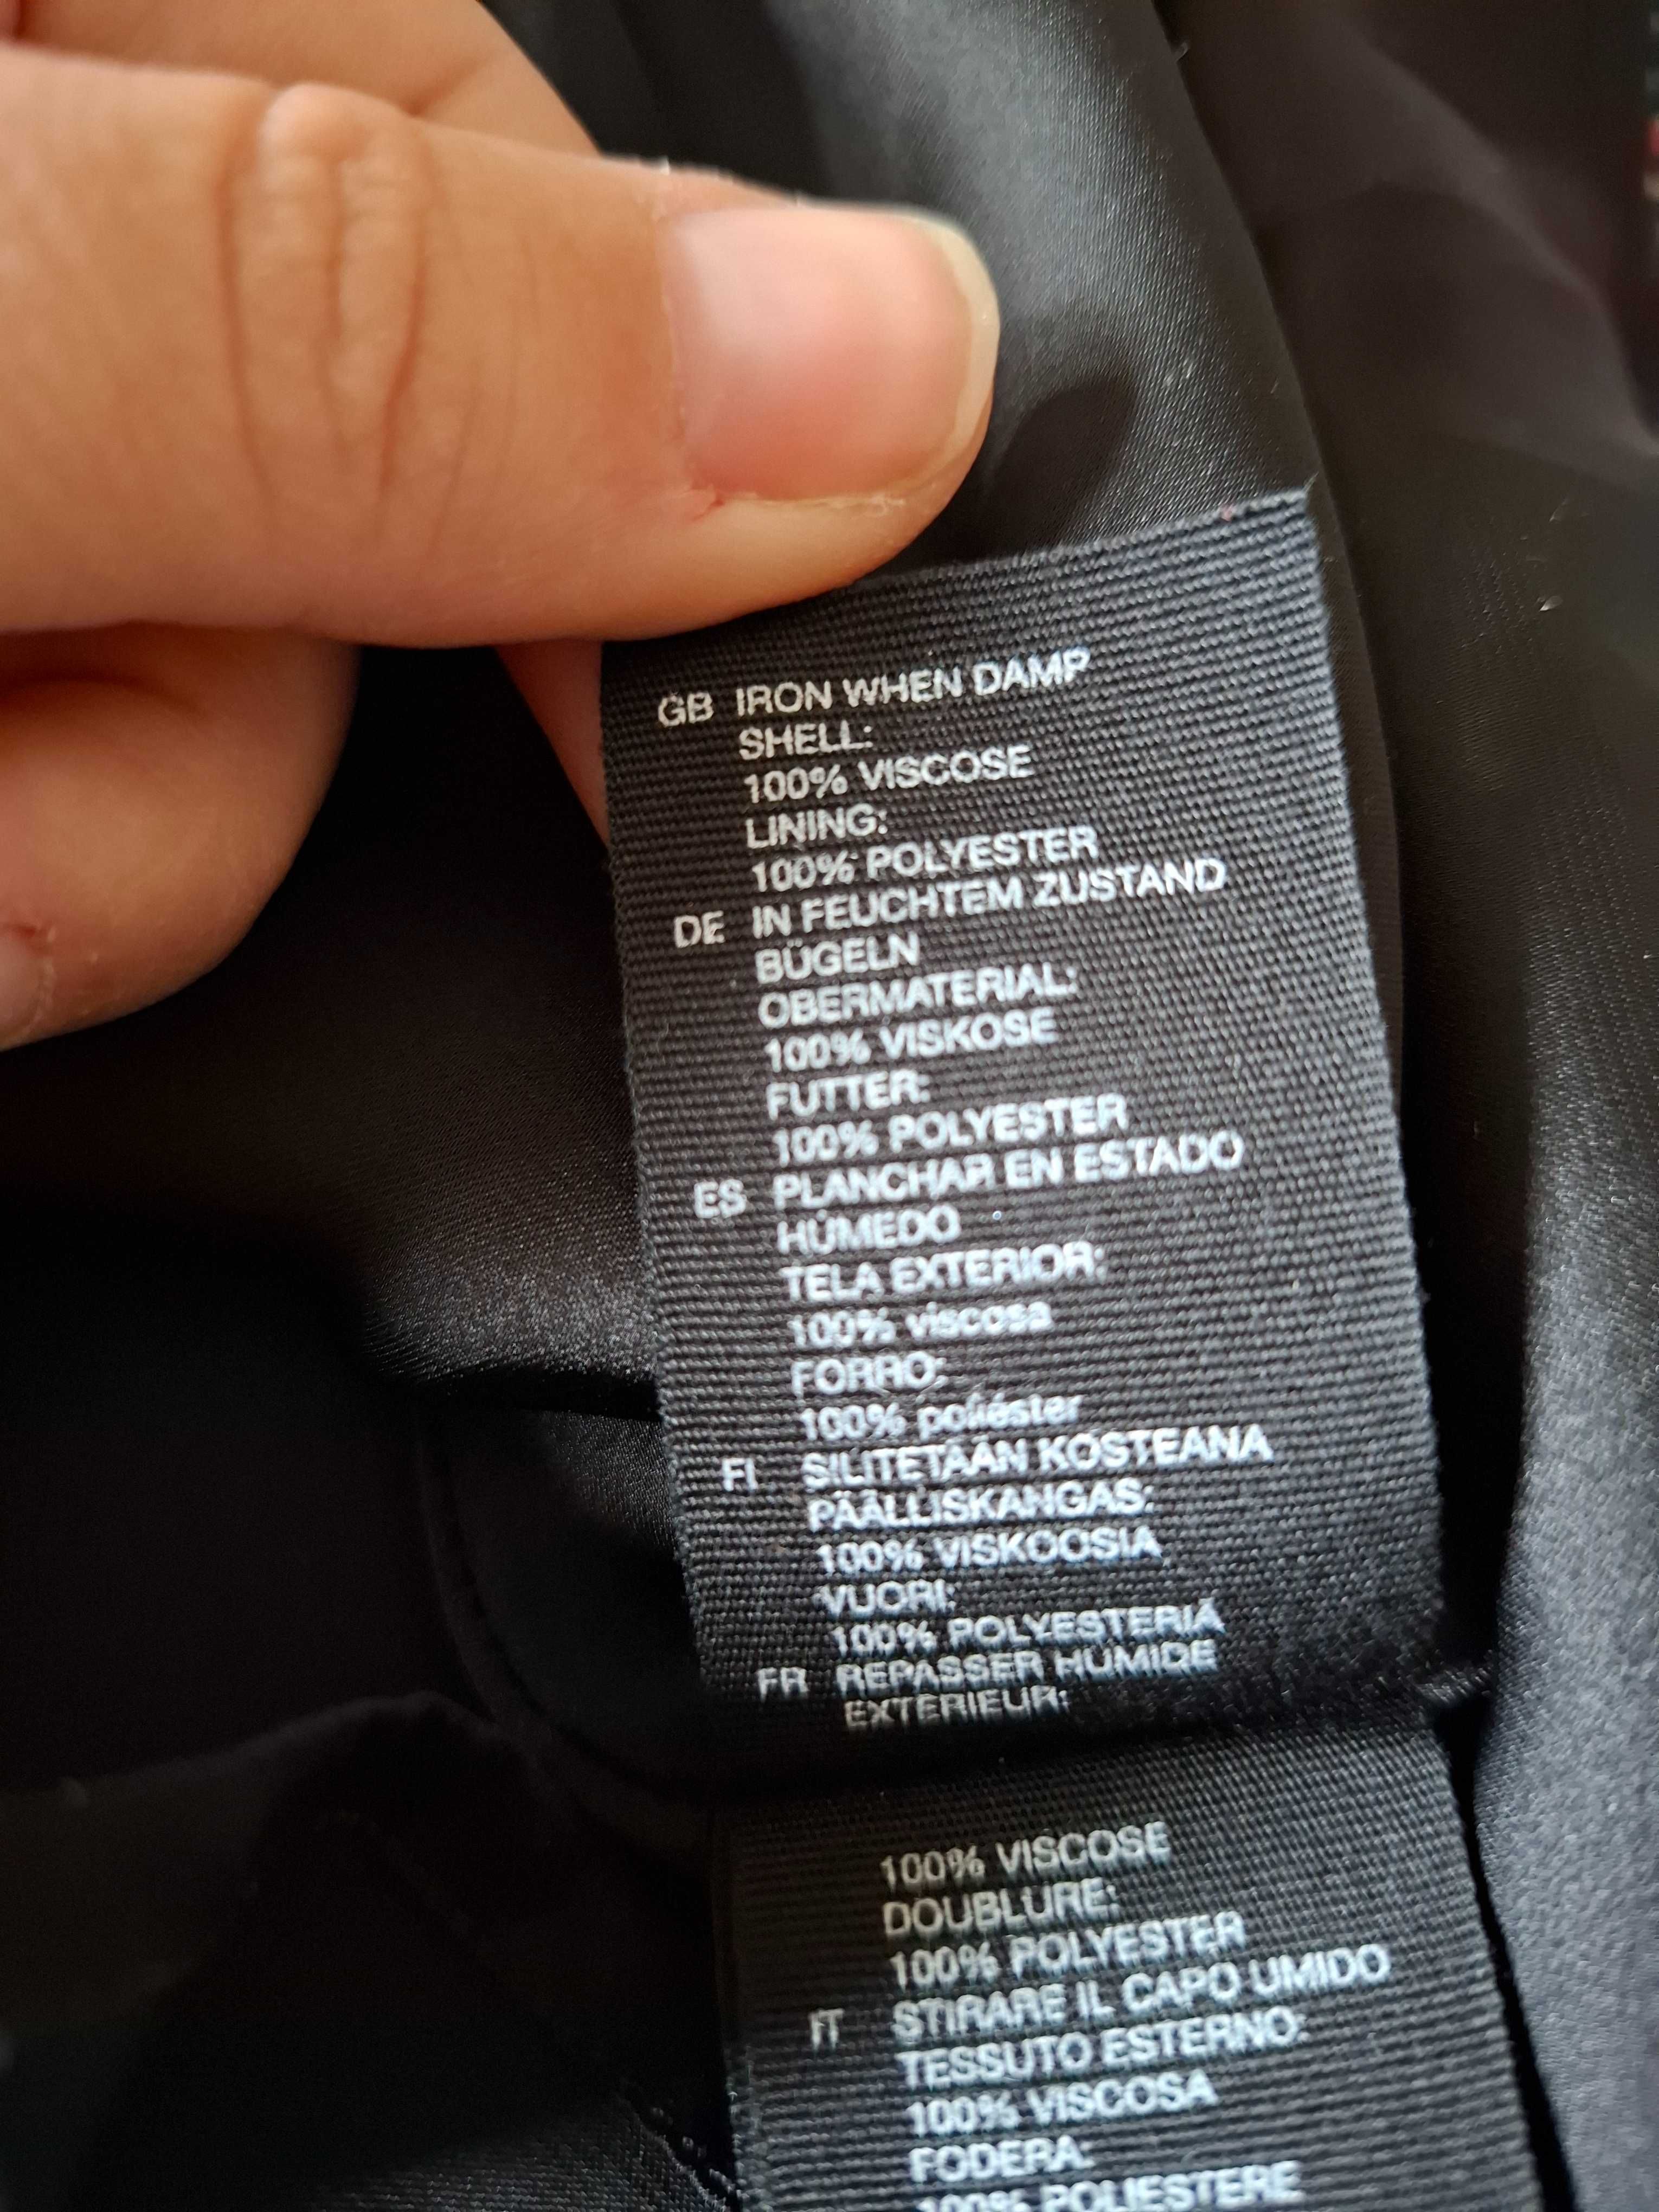 GB IRON WHEN DAMP
SHELL:
100% VISCOSE
LINING:
100% POLYESTER
DE IN FEUCHTEM ZUSTAND
BÜGELN
OBERMATERIAL:
100% VISKOSE
FUTTER:
100% POLYESTER
ES PLANCHAR EN ESTADO
HÚMEDO
TELA EXTERIOR:
100% viscosa
FORRO:
100% poliéster
FI SILITETÄÄN KOSTEANA
PÄÄLLISKANGAS:
100% VISKOOSIA
VUORI:
100% POLYESTERIÄ
FR REPASSER HUMIDE
EXTERIEUR:
100% VISCOSE
DOUBLURE:
100% POLYESTER
IT STIRARE IL CAPO UMIDO
TESSUTO ESTERNO:
100% VISCOSA
FODERA:
100% POLIESTERE